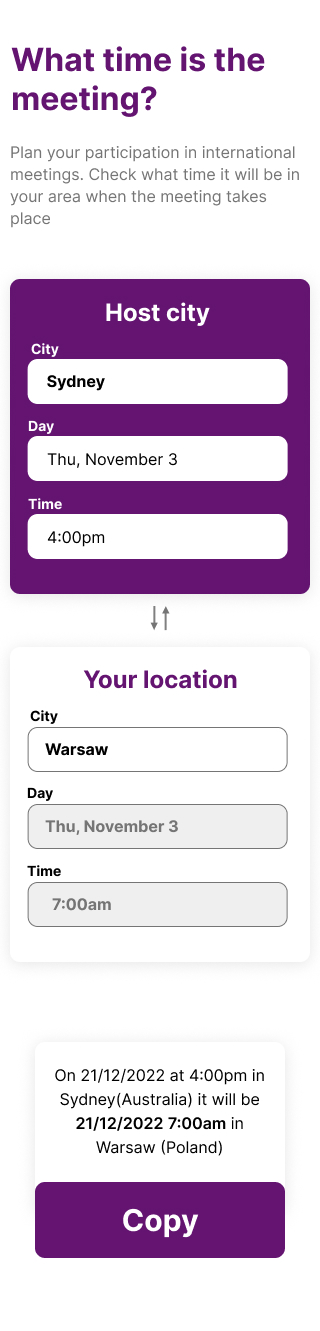 What time is the
meeting?
Plan your participation in international
meetings. Check what time it will be in
your area when the meeting takes
place
Host city
City
Sydney
Day
Thu, November 3
Time
4:00pm
Your location
City
Warsaw
Day
Thu, November 3
Time
7:00am
On 21/12/2022 at 4:00pm in
Sydney(Australia) it will be
21/12/2022 7:00am in
Warsaw (Poland)
Copy